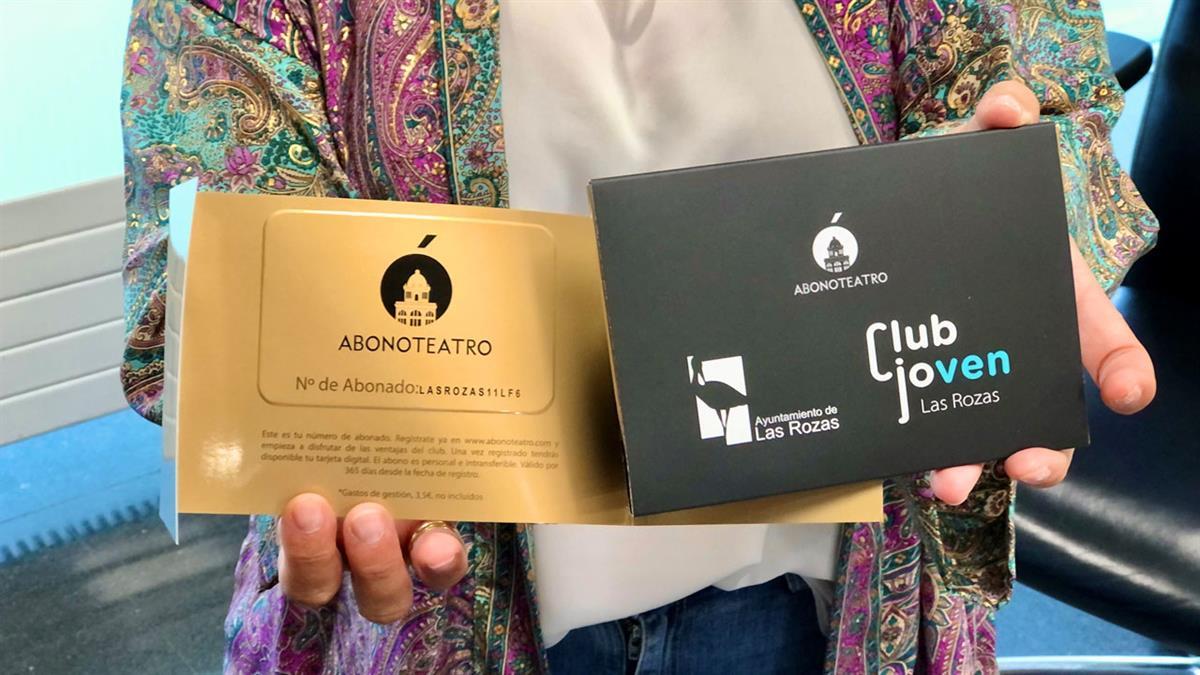 ABONOTEATRO
Nº de Abonado:LASROZAS11LF6
Este es tu número de abonado. Regístrate ya en www.abonoteatro.com y
empieza a disfrutar de las ventajas del club. Una vez registrado tendrás
disponible tu tarjeta digital. El abono es personal e intransferible. Válido por
365 días desde la fecha de registro.
*Gastos de gestión, 3,5€, no incluidos
ABONOTEATRO
Ayuntamiento de
Las Rozas
Club
joven
Las Rozas